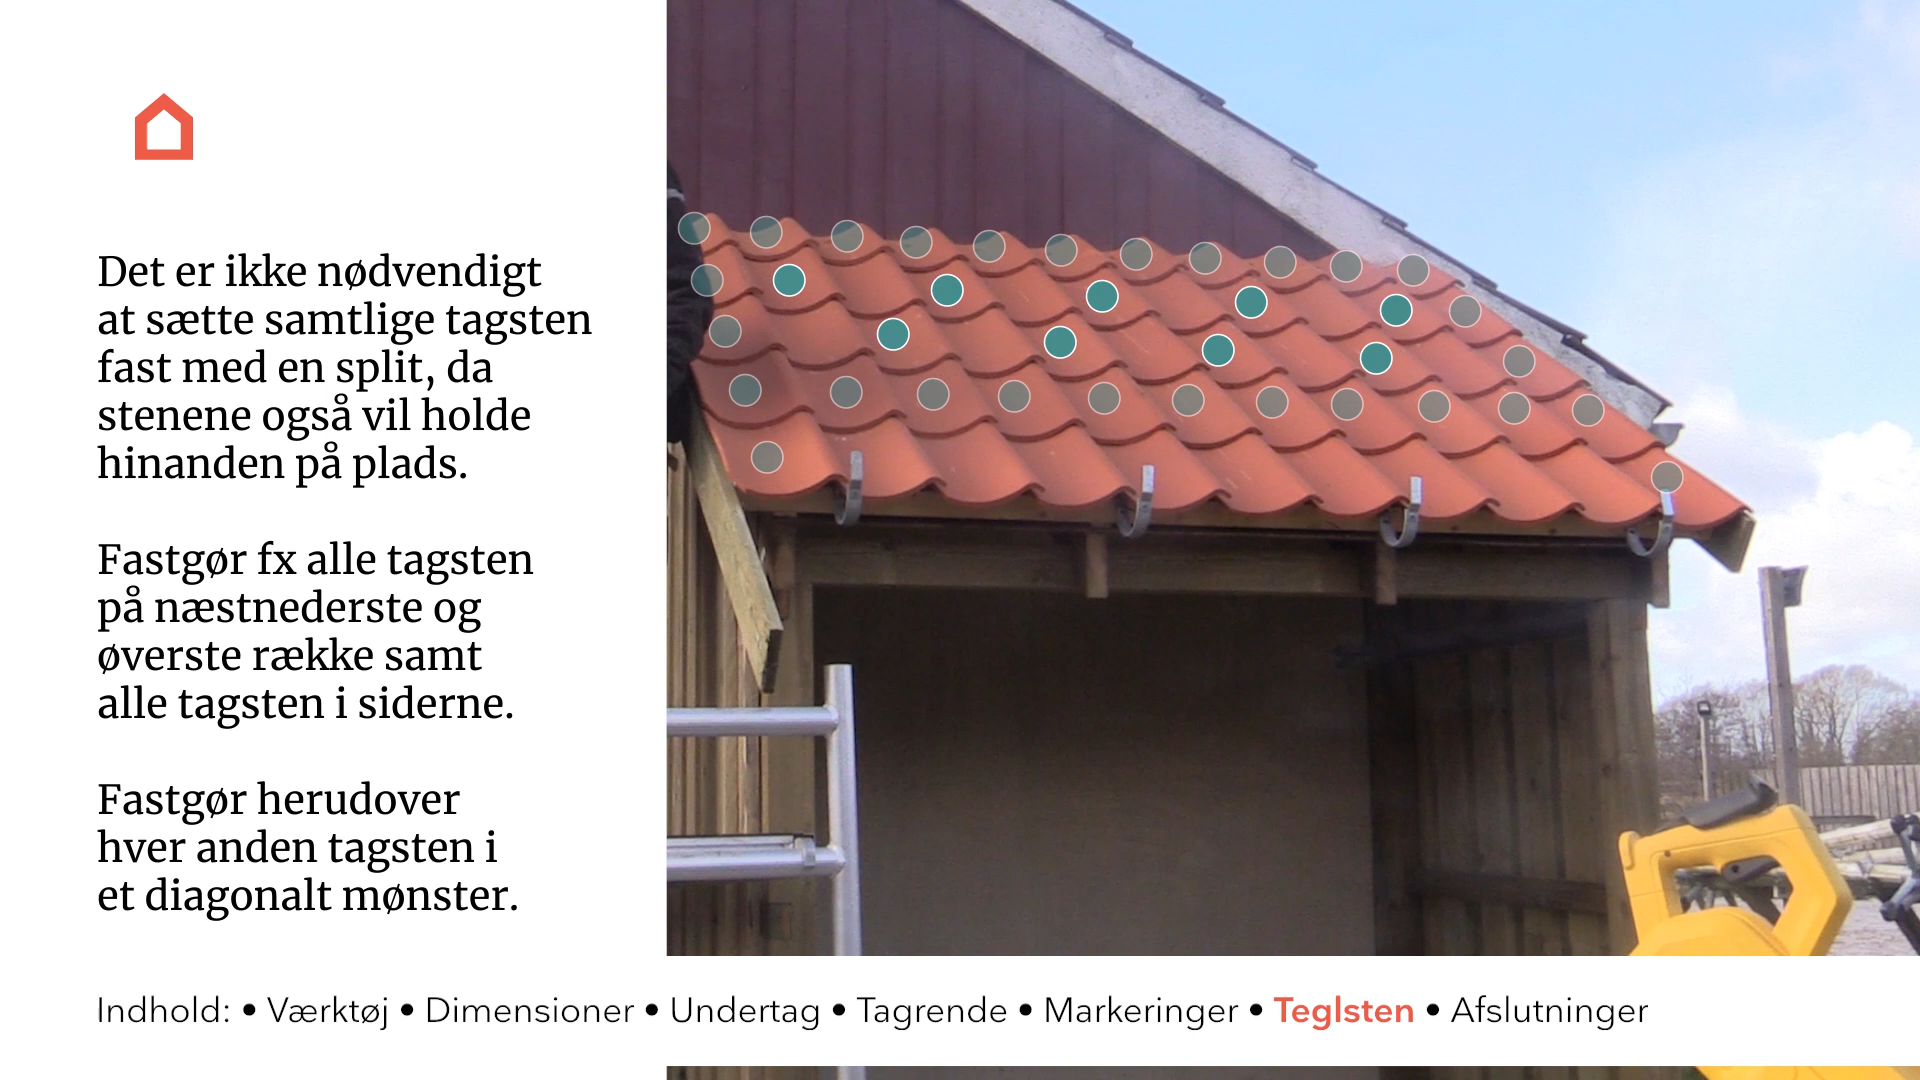 Det er ikke nødvendigt
at sætte samtlige tagsten
fast med en split, da
stenene også vil holde
hinanden på plads.
Fastgør fx alle tagsten
på næstnederste og
øverste række samt
alle tagsten i siderne.
Fastgør herudover
hver anden tagsten i
et diagonalt mønster.
Indhold: • Værktøj • Dimensioner • Undertag • Tagrende • Markeringer • Teglsten • Afslutninger